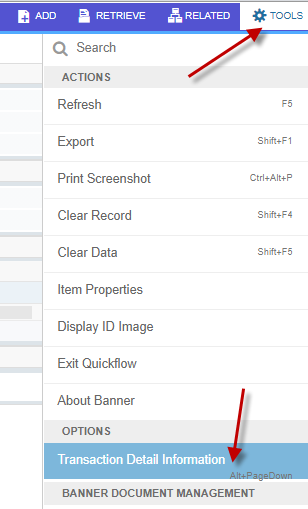 ADD RETRIEVE RELATED TOOLS
Search
ACTIONS
Refresh F5
Export Shift+F1
Print Screenshot Ctrl+Alt+P
Clear Record Shift+F4
Clear Data Shift+F5
Item Properties
Display ID Image
Exit Quickflow
About Banner
OPTIONS
Transaction Detail Information
Alt+PageDown
BANNER DOCUMENT MANAGEMENT